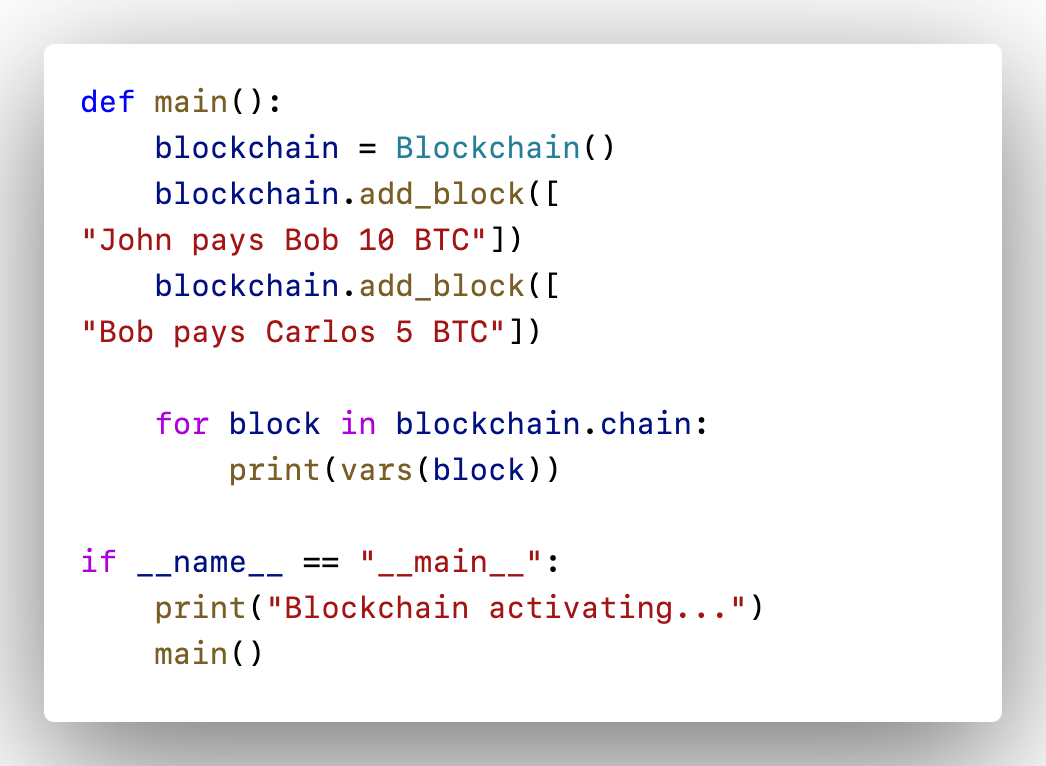 def main():
    blockchain = Blockchain()
    blockchain.add_block([
"John pays Bob 10 BTC"])
    blockchain.add_block([
"Bob pays Carlos 5 BTC"])

    for block in blockchain.chain:
        print(vars(block))

if __name__ == "__main__":
    print("Blockchain activating...")
    main()